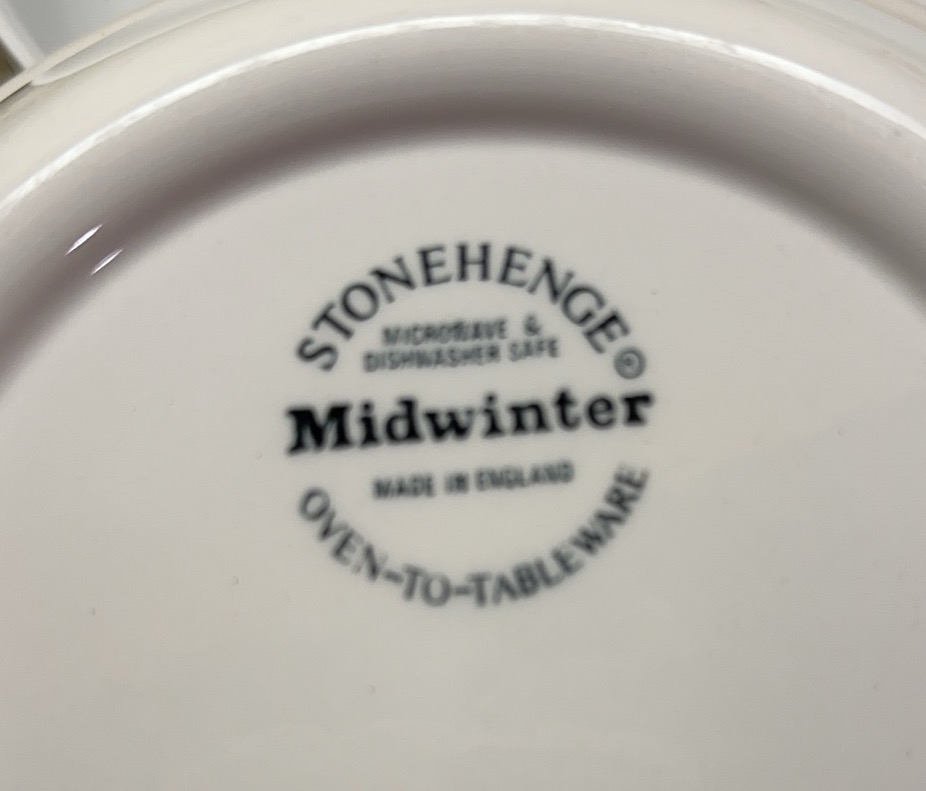 STONEHENGE ©
MICROWAVE &
DISHWASHER SAFE
Midwinter
MADE IN ENGLAND
OVEN-TO-TABLEWARE